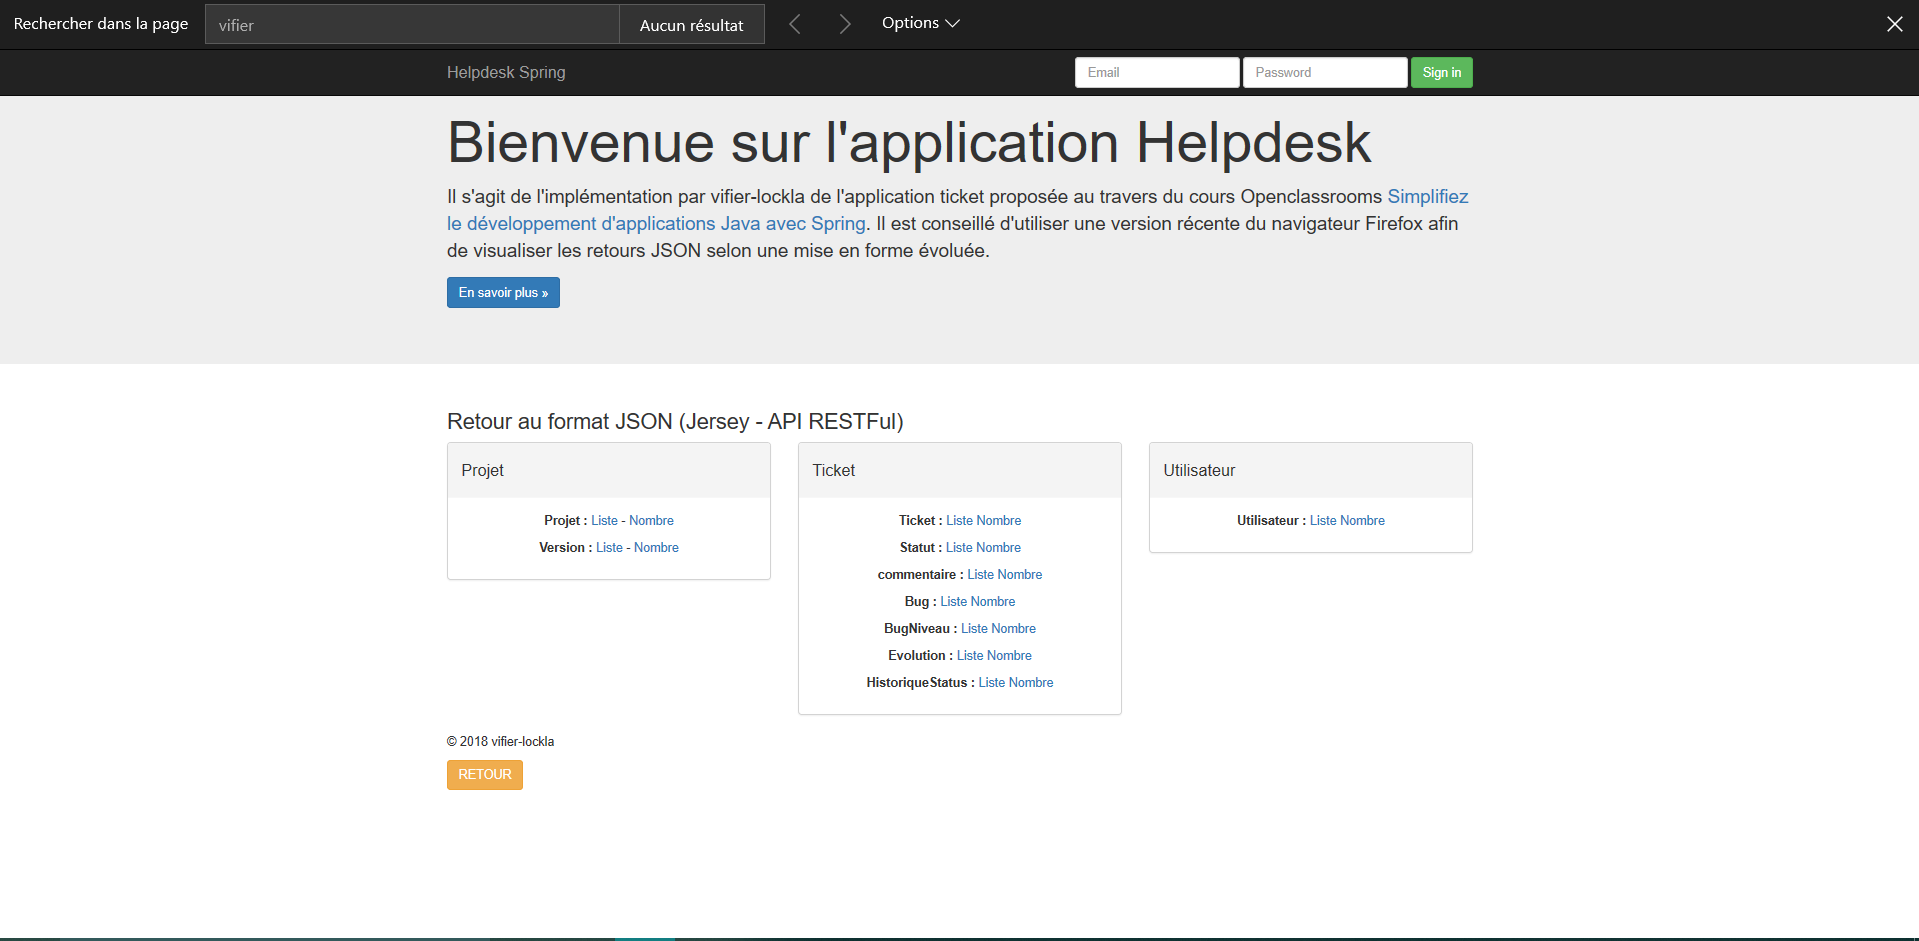 Rechercher dans la page vifier Aucun résultat Options
Helpdesk Spring Email Password Sign in
Bienvenue sur l'application Helpdesk
Il s'agit de l'implémentation par vifier-lockla de l'application ticket proposée au travers du cours Openclassrooms Simplifiez
le développement d'applications Java avec Spring. Il est conseillé d'utiliser une version récente du navigateur Firefox afin
de visualiser les retours JSON selon une mise en forme évoluée.
En savoir plus »
Retour au format JSON (Jersey - API RESTFul)
Projet
Projet : Liste - Nombre
Version : Liste - Nombre
Ticket
Ticket : Liste Nombre
Statut : Liste Nombre
commentaire : Liste Nombre
Bug : Liste Nombre
BugNiveau : Liste Nombre
Evolution : Liste Nombre
HistoriqueStatus : Liste Nombre
Utilisateur
Utilisateur : Liste Nombre
© 2018 vifier-lockla
RETOUR